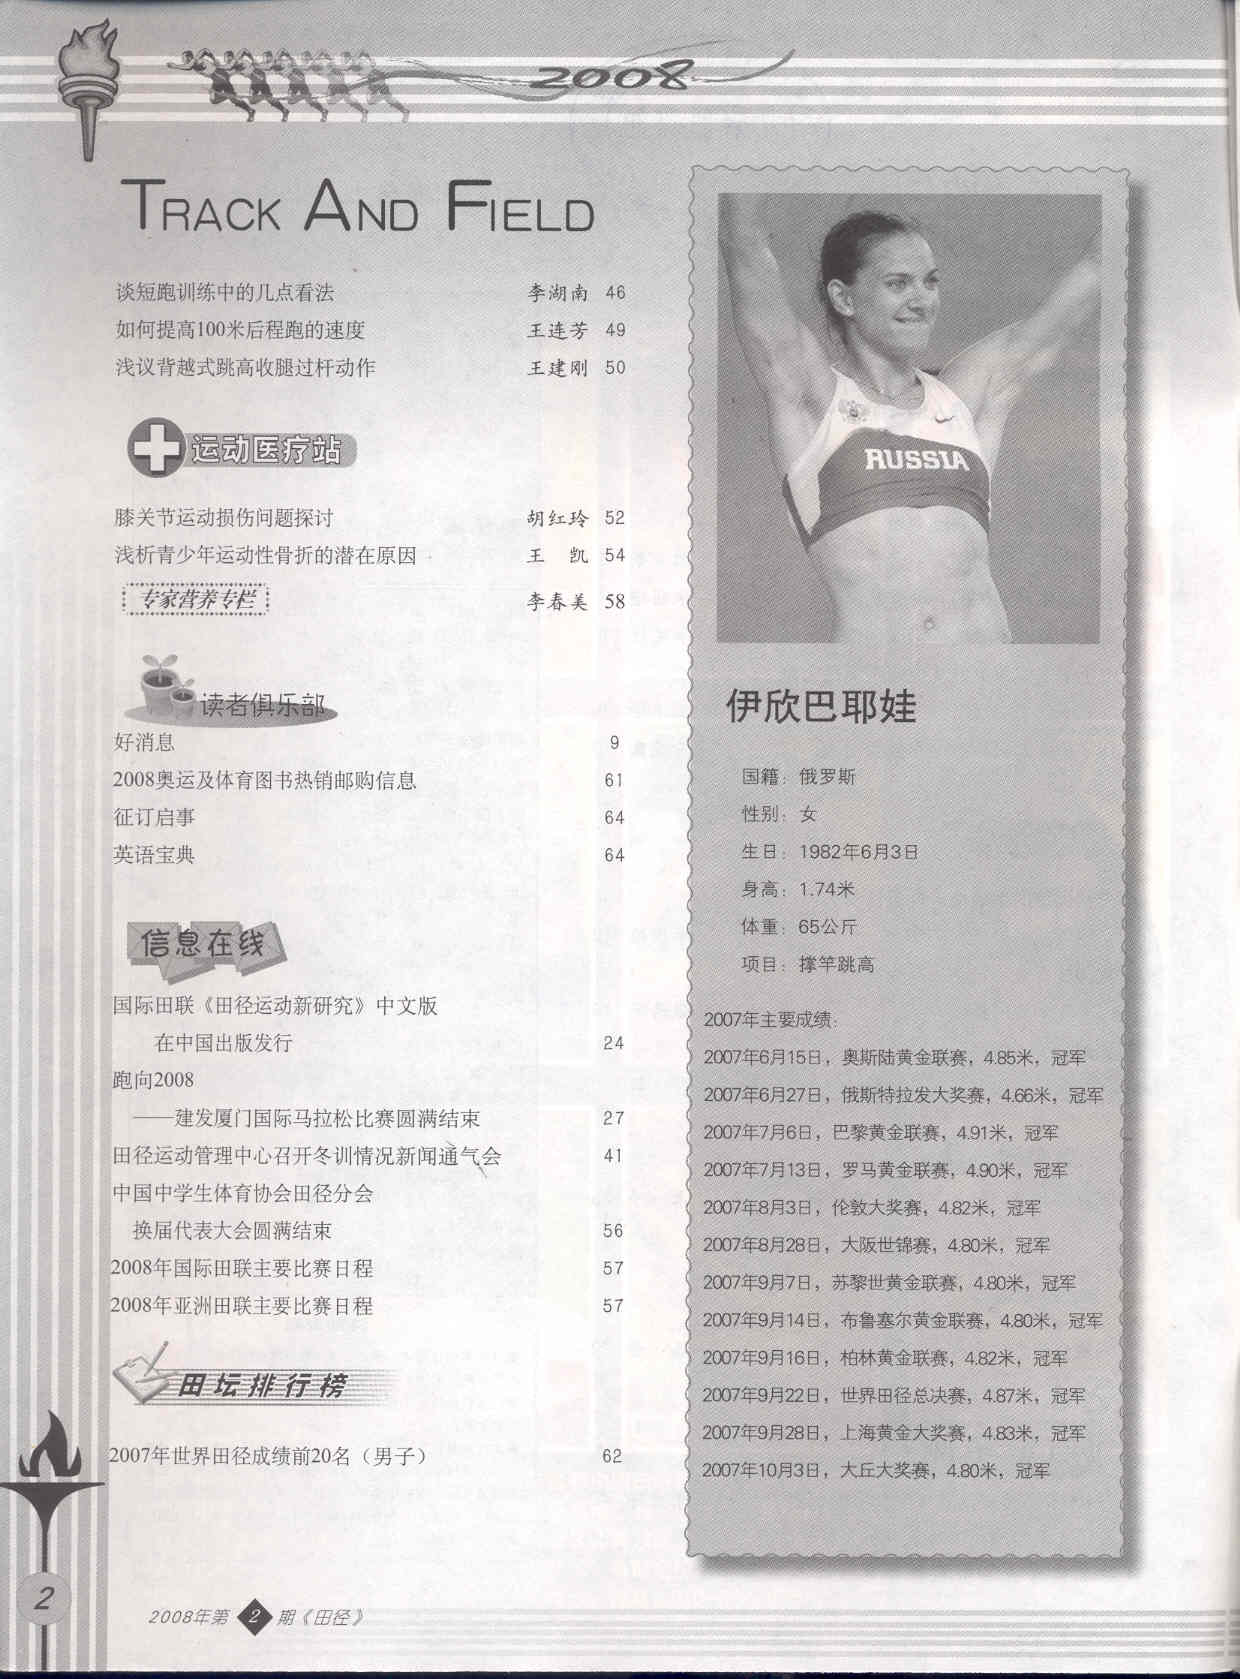 2008
TRACK AND FIELD
谈短跑训练中的几点看法 李湖南 46
如何提高100米后程跑的速度 王连芳 49
浅议背越式跳高收腿过杆动作 王建刚 50
运动医疗站
膝关节运动损伤问题探讨 胡红玲 52
浅析青少年运动性骨折的潜在原因 王 凯 54
专家营养专栏 李春美 58
读者俱乐部
好消息 9
2008奥运及体育图书热销邮购信息 61
征订启事 64
英语宝典 64
信息在线
国际田联《田径运动新研究》中文版
在中国出版发行 24
跑向2008
——建发厦门国际马拉松比赛圆满结束 27
田径运动管理中心召开冬训情况新闻通气会 41
中国中学生体育协会田径分会
换届代表大会圆满结束 56
2008年国际田联主要比赛日程 57
2008年亚洲田联主要比赛日程 57
田坛排行榜
2007年世界田径成绩前20名（男子） 62
RUSSIA
伊欣巴耶娃
国籍：俄罗斯
性别：女
生日：1982年6月3日
身高：1.74米
体重：65公斤
项目：撑竿跳高
2007年主要成绩：
2007年6月15日，奥斯陆黄金联赛，4.85米，冠军
2007年6月27日，俄斯特拉发大奖赛，4.66米，冠军
2007年7月6日，巴黎黄金联赛，4.91米，冠军
2007年7月13日，罗马黄金联赛，4.90米，冠军
2007年8月3日，伦敦大奖赛，4.82米，冠军
2007年8月28日，大阪世锦赛，4.80米，冠军
2007年9月7日，苏黎世黄金联赛，4.80米，冠军
2007年9月14日，布鲁塞尔黄金联赛，4.80米，冠军
2007年9月16日，柏林黄金联赛，4.82米，冠军
2007年9月22日，世界田径总决赛，4.87米，冠军
2007年9月28日，上海黄金大奖赛，4.83米，冠军
2007年10月3日，大丘大奖赛，4.80米，冠军
2
2008年第 2 期《田径》